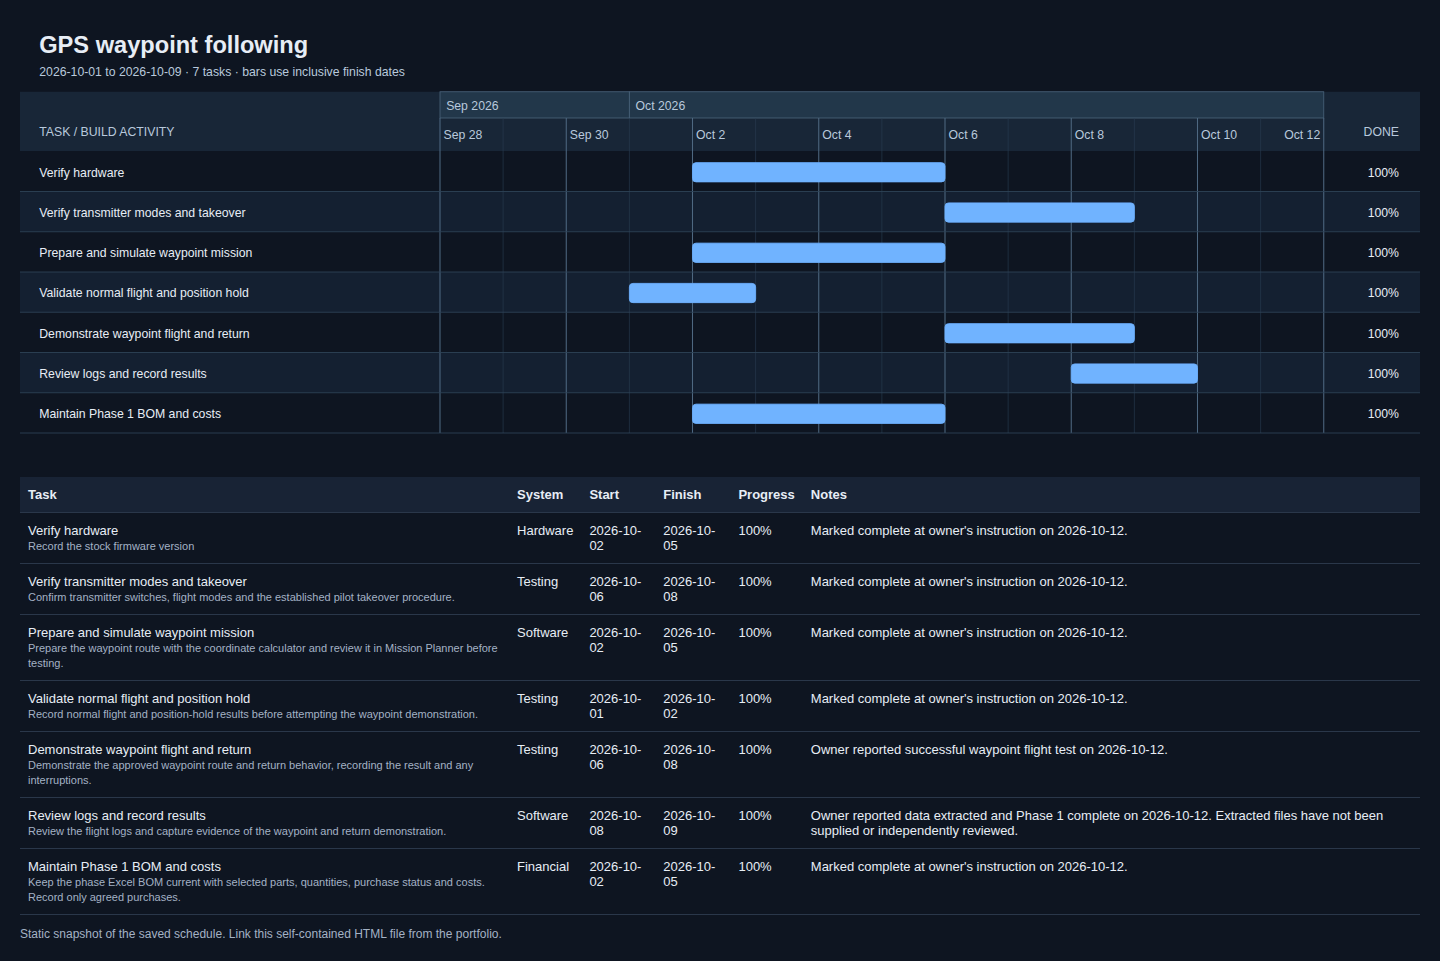 GPS waypoint following
2026-10-01 to 2026-10-09 · 7 tasks · bars use inclusive finish dates
Sep 2026 Oct 2026
TASK / BUILD ACTIVITY Sep 28 Sep 30 Oct 2 Oct 4 Oct 6 Oct 8 Oct 10 Oct 12 DONE
Verify hardware 100%
Verify transmitter modes and takeover 100%
Prepare and simulate waypoint mission 100%
Validate normal flight and position hold 100%
Demonstrate waypoint flight and return 100%
Review logs and record results 100%
Maintain Phase 1 BOM and costs 100%
Task System Start Finish Progress Notes
Verify hardware Hardware 2026-10- 2026-10- 100% Marked complete at owner's instruction on 2026-10-12.
Record the stock firmware version 02 05
Verify transmitter modes and takeover Testing 2026-10- 2026-10- 100% Marked complete at owner's instruction on 2026-10-12.
Confirm transmitter switches, flight modes and the established pilot takeover procedure. 06 08
Prepare and simulate waypoint mission Software 2026-10- 2026-10- 100% Marked complete at owner's instruction on 2026-10-12.
Prepare the waypoint route with the coordinate calculator and review it in Mission Planner before 02 05
testing.
Validate normal flight and position hold Testing 2026-10- 2026-10- 100% Marked complete at owner's instruction on 2026-10-12.
Record normal flight and position-hold results before attempting the waypoint demonstration. 01 02
Demonstrate waypoint flight and return Testing 2026-10- 2026-10- 100% Owner reported successful waypoint flight test on 2026-10-12.
Demonstrate the approved waypoint route and return behavior, recording the result and any 06 08
interruptions.
Review logs and record results Software 2026-10- 2026-10- 100% Owner reported data extracted and Phase 1 complete on 2026-10-12. Extracted files have not been
Review the flight logs and capture evidence of the waypoint and return demonstration. 08 09 supplied or independently reviewed.
Maintain Phase 1 BOM and costs Financial 2026-10- 2026-10- 100% Marked complete at owner's instruction on 2026-10-12.
Keep the phase Excel BOM current with selected parts, quantities, purchase status and costs. 02 05
Record only agreed purchases.
Static snapshot of the saved schedule. Link this self-contained HTML file from the portfolio.